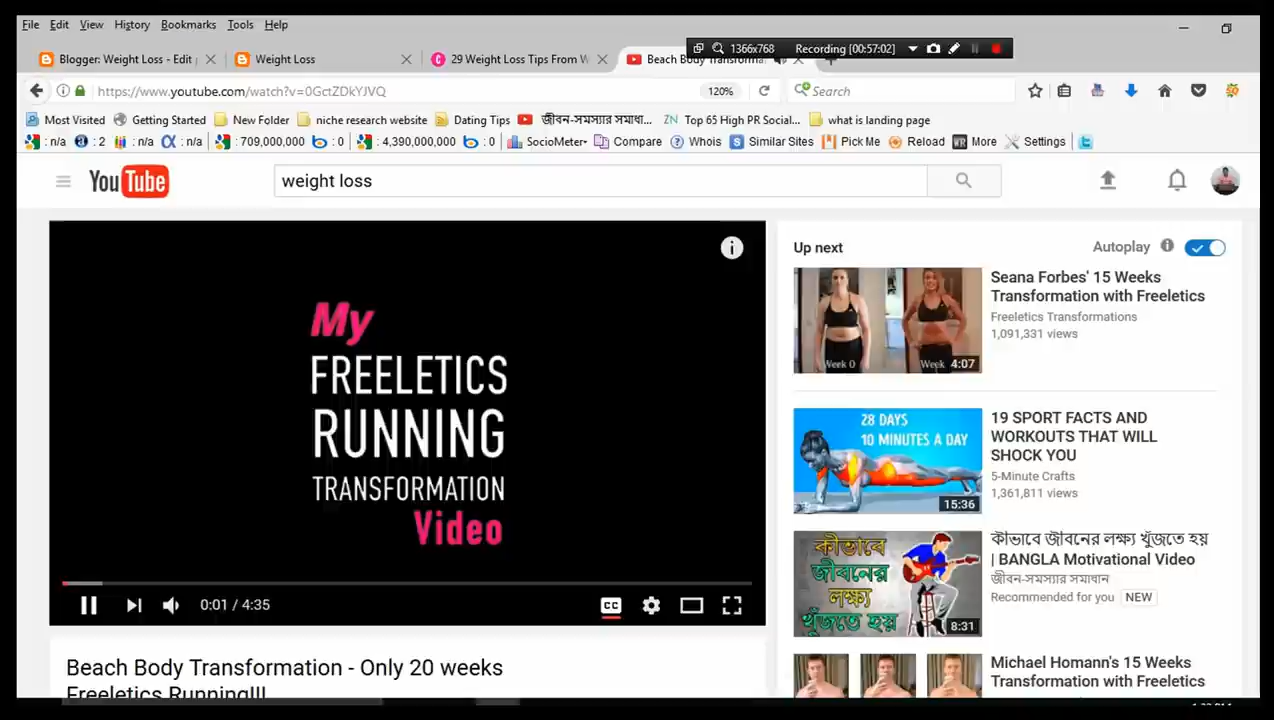 File Edit View History Bookmarks Tools Help
1366x768 Recording [00:57:02]
Blogger: Weight Loss - Edit Weight Loss 29 Weight Loss Tips From W Beach Body Transforma
https://www.youtube.com/watch?v=0GctZDkYJVQ 120% Search
Most Visited Getting Started New Folder niche research website Dating Tips জীবন-সমস্যার সমাধা... Top 65 High PR Social... what is landing page
: n/a : 2 : n/a : n/a : 709,000,000 : 0 : 4,390,000,000 : 0 SocioMeter Compare Whois Similar Sites Pick Me Reload More Settings
YouTube weight loss
My
FREELETICS
RUNNING
TRANSFORMATION
Video
0:01 / 4:35 CC
Beach Body Transformation - Only 20 weeks
Freeletics Running!!!
Up next Autoplay
Seana Forbes' 15 Weeks
Transformation with Freeletics
Freeletics Transformations
1,091,331 views
Week 0 Week 4:07
28 DAYS
10 MINUTES A DAY
15:36
19 SPORT FACTS AND
WORKOUTS THAT WILL
SHOCK YOU
5-Minute Crafts
1,361,811 views
কীভাবে
জীবনের
লক্ষ্য
খুঁজতে হয়
8:31
কীভাবে জীবনের লক্ষ্য খুঁজতে হয়
| BANGLA Motivational Video
জীবন-সমস্যার সমাধান
Recommended for you NEW
Michael Homann's 15 Weeks
Transformation with Freeletics